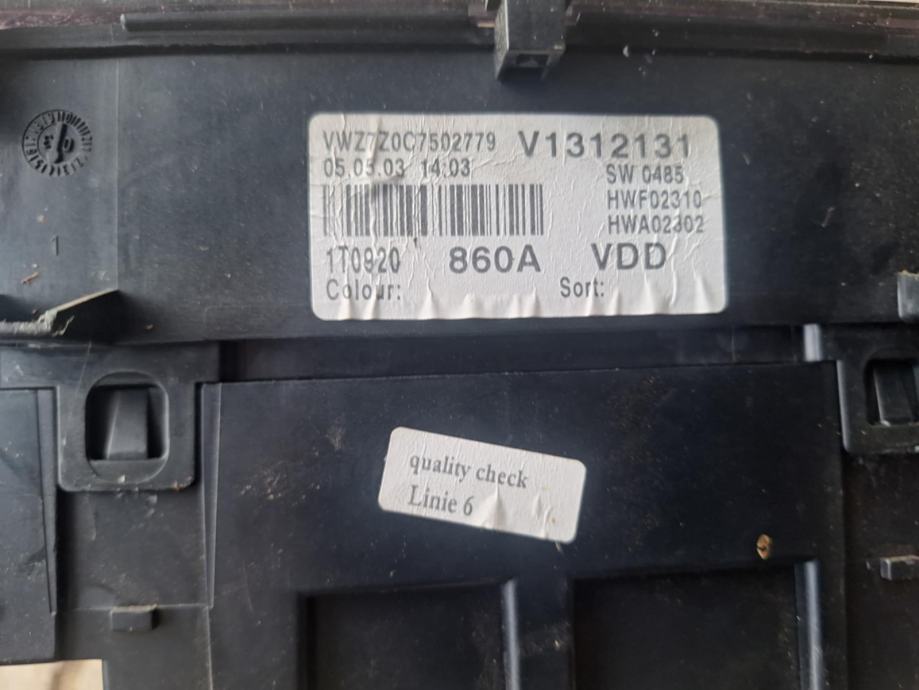 VWZ7Z0C7502779 V1312131
05.05.03 14:03 SW 0485
HWF02310
HWA02302
1T0920 860A VDD
Colour: Sort:
quality check
Linie 6